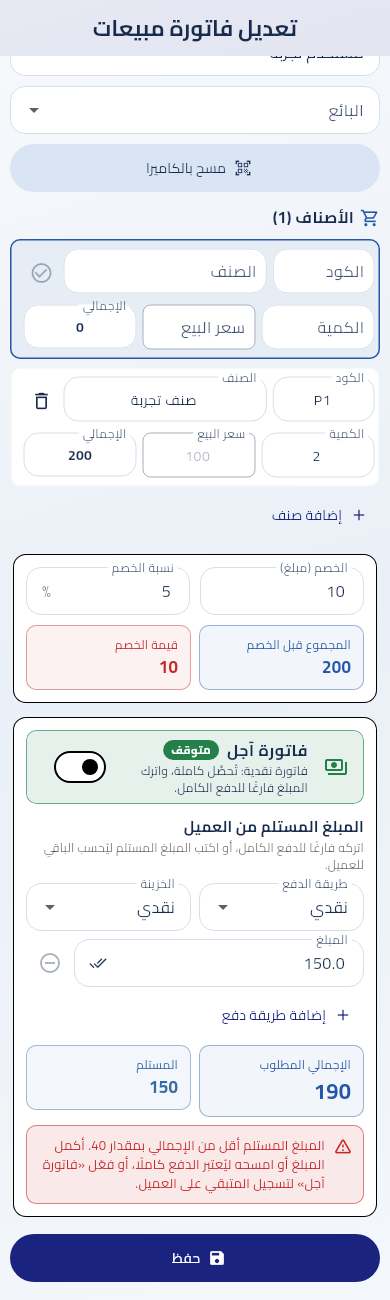 تعديل فاتورة مبيعات
البائع
مسح بالكاميرا
الأصناف (1)
الكود
الصنف
الكمية
سعر البيع
الإجمالي
0
الكود
P1
الصنف
صنف تجربة
الكمية
2
سعر البيع
100
الإجمالي
200
إضافة صنف
الخصم (مبلغ)
10
نسبة الخصم
5
%
المجموع قبل الخصم
200
قيمة الخصم
10
فاتورة آجل
متوقف
فاتورة نقدية: تُحصَّل كاملة، واترك
المبلغ فارغًا للدفع الكامل.
المبلغ المستلم من العميل
اتركه فارغًا للدفع الكامل، أو اكتب المبلغ المستلم ليُحسب الباقي
للعميل.
طريقة الدفع
نقدي
الخزينة
نقدي
المبلغ
150.0
إضافة طريقة دفع
الإجمالي المطلوب
190
المستلم
150
المبلغ المستلم أقل من الإجمالي بمقدار 40. أكمل
المبلغ أو امسحه ليُعتبر الدفع كاملًا، أو فعّل «فاتورة
آجل» لتسجيل المتبقي على العميل.
حفظ